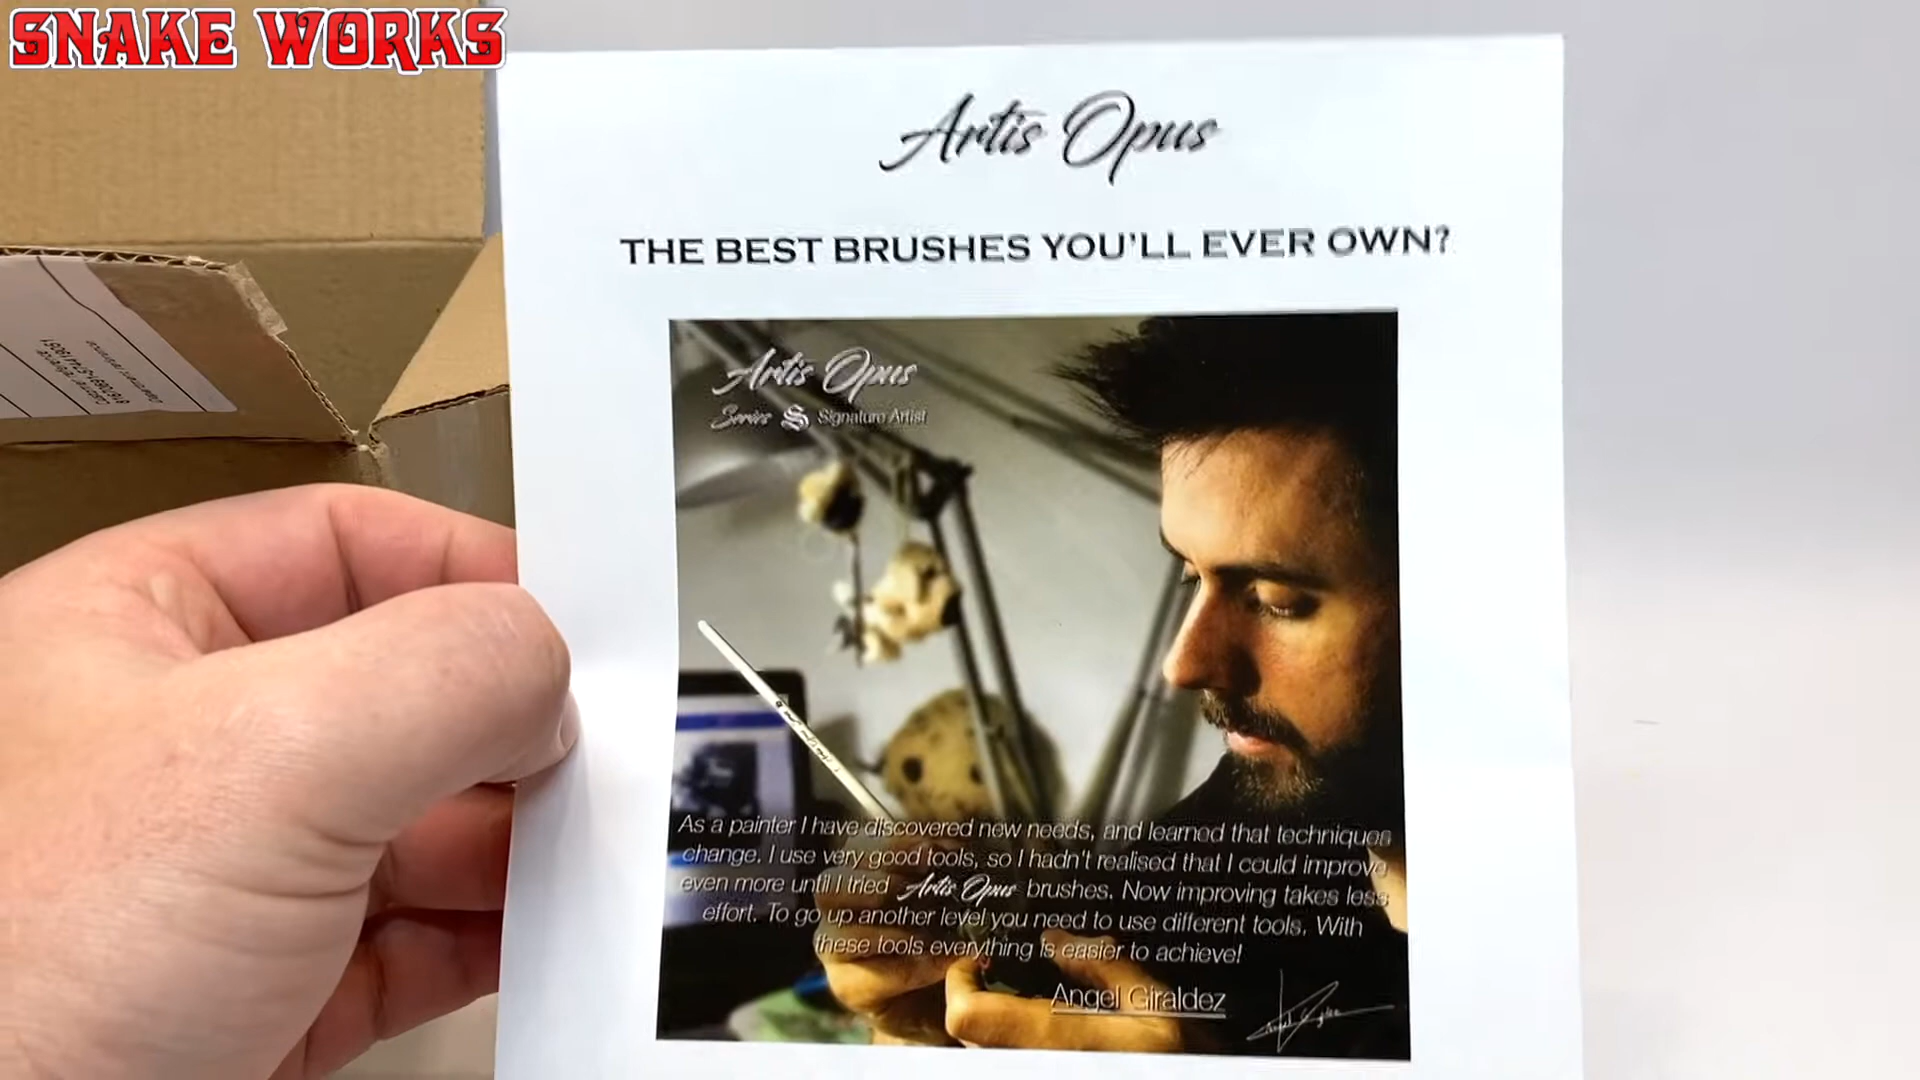 SNAKE WORKS
Artis Opus
THE BEST BRUSHES YOU'LL EVER OWN?
Artis Opus
Series S Signature Artist
As a painter I have discovered new needs, and learned that techniques
change. I use very good tools, so I hadn't realised that I could improve
even more until I tried Artis Opus brushes. Now improving takes less
effort. To go up another level you need to use different tools. With
these tools everything is easier to achieve!
Angel Giraldez